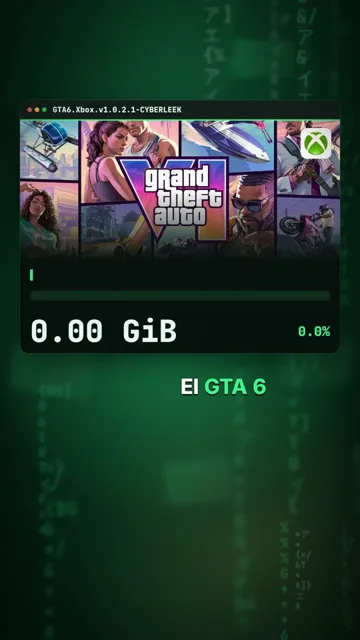 GTA6.Xbox.v1.0.2.1-CYBERLEEK
VI
grand
theft
auto
0.00 GiB
0.0%
El GTA 6